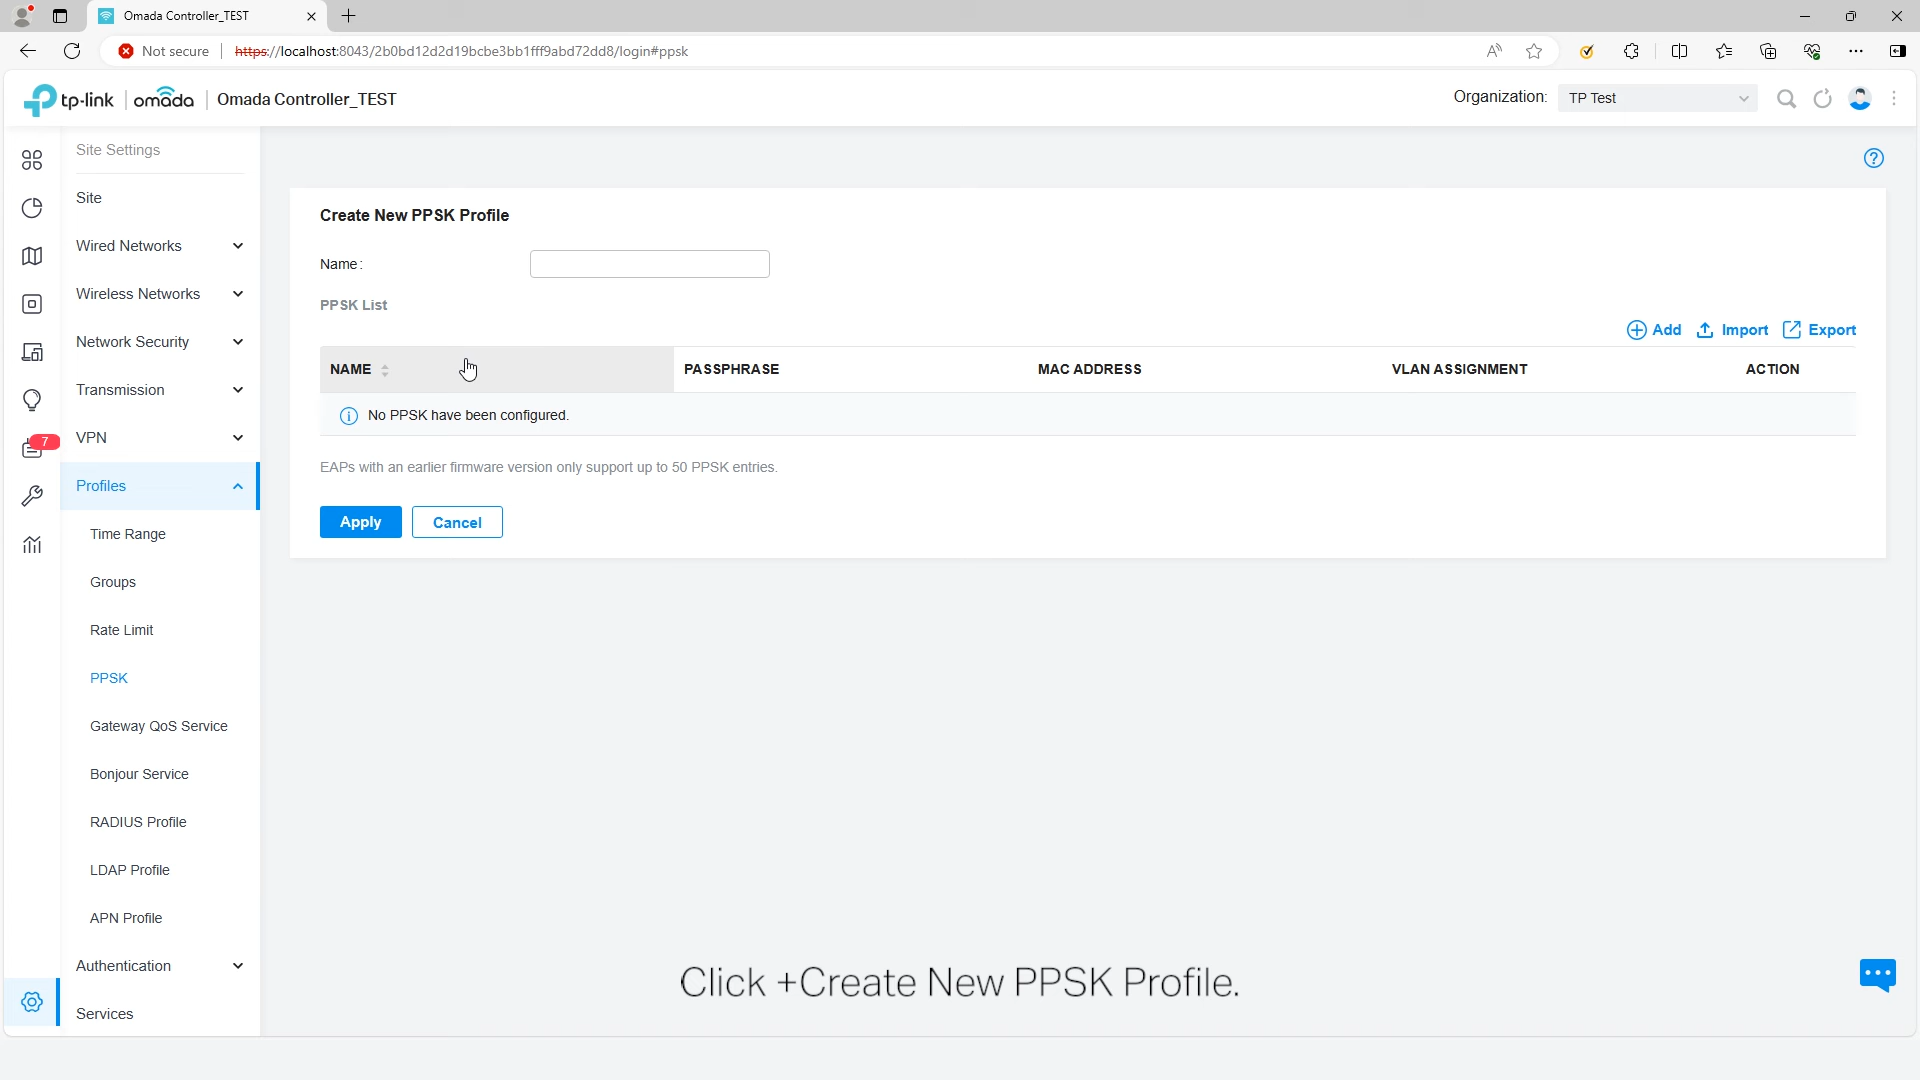 Omada Controller_TEST
Not secure
https://localhost:8043/2b0bd12d2d19bcbe3bb1fff9abd72dd8/login#ppsk
tp-link omada Omada Controller_TEST
Organization: TP Test
Site Settings
Site
Wired Networks
Wireless Networks
Network Security
Transmission
VPN
7
Profiles
Time Range
Groups
Rate Limit
PPSK
Gateway QoS Service
Bonjour Service
RADIUS Profile
LDAP Profile
APN Profile
Authentication
Services
Create New PPSK Profile
Name:
PPSK List
Add Import Export
NAME PASSPHRASE MAC ADDRESS VLAN ASSIGNMENT ACTION
No PPSK have been configured.
EAPs with an earlier firmware version only support up to 50 PPSK entries.
Apply Cancel
Click +Create New PPSK Profile.